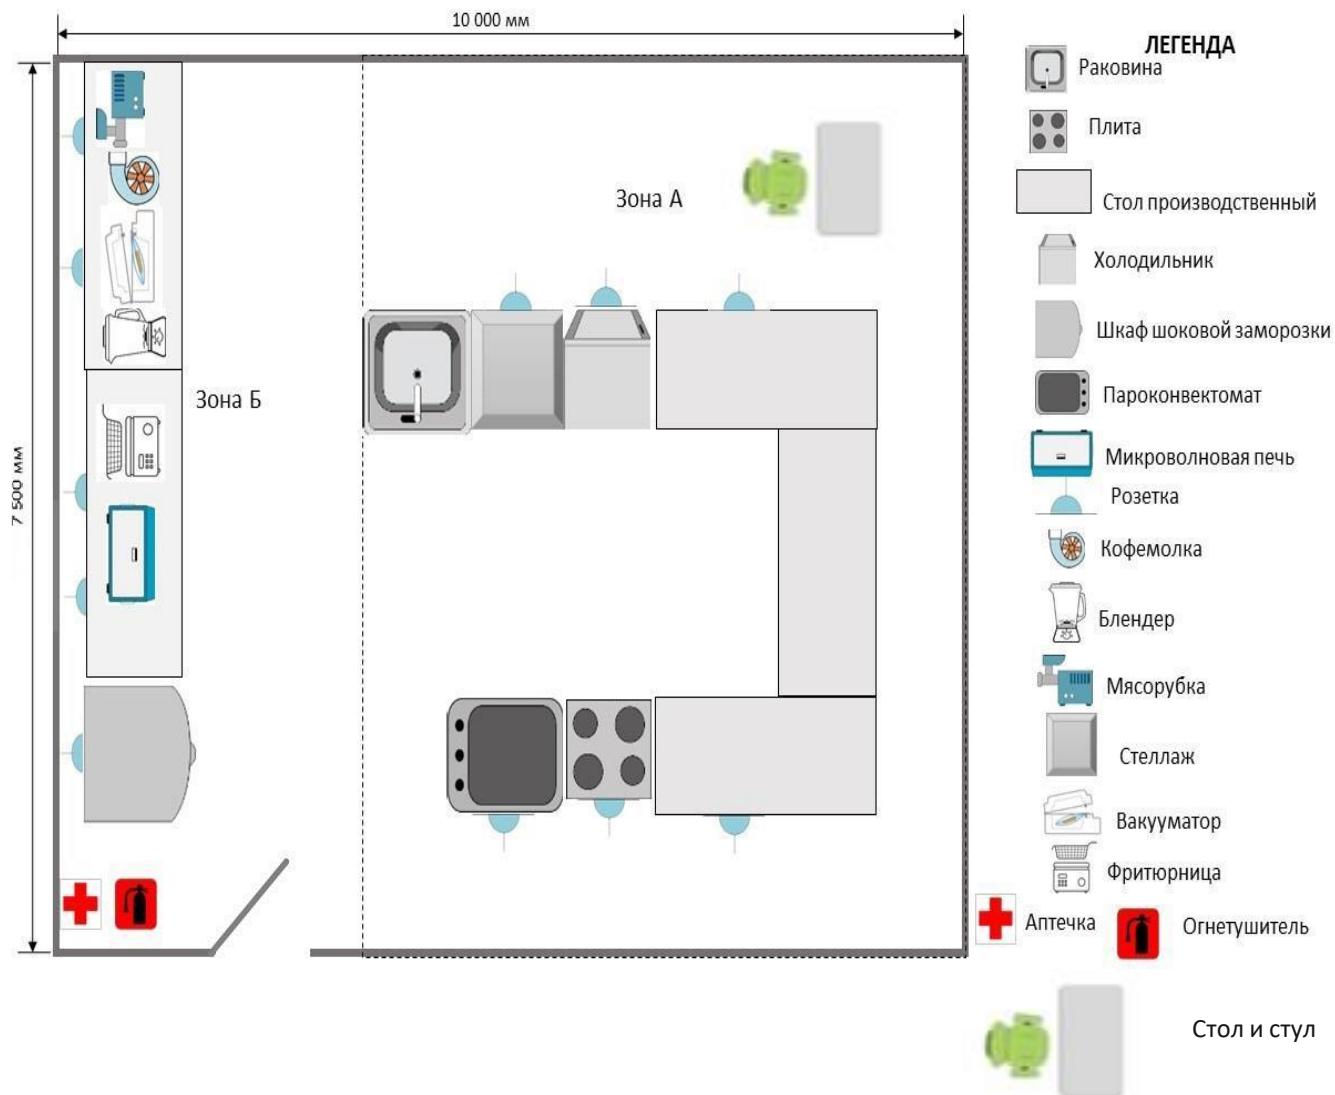 10 000 мм
7 500 мм
Зона А
Зона Б
ЛЕГЕНДА
Раковина
Плита
Стол производственный
Холодильник
Шкаф шоковой заморозки
Пароконвектомат
Микроволновая печь
Розетка
Кофемолка
Блендер
Мясорубка
Стеллаж
Вакууматор
Фритюрница
Аптечка
Огнетушитель
Стол и стул